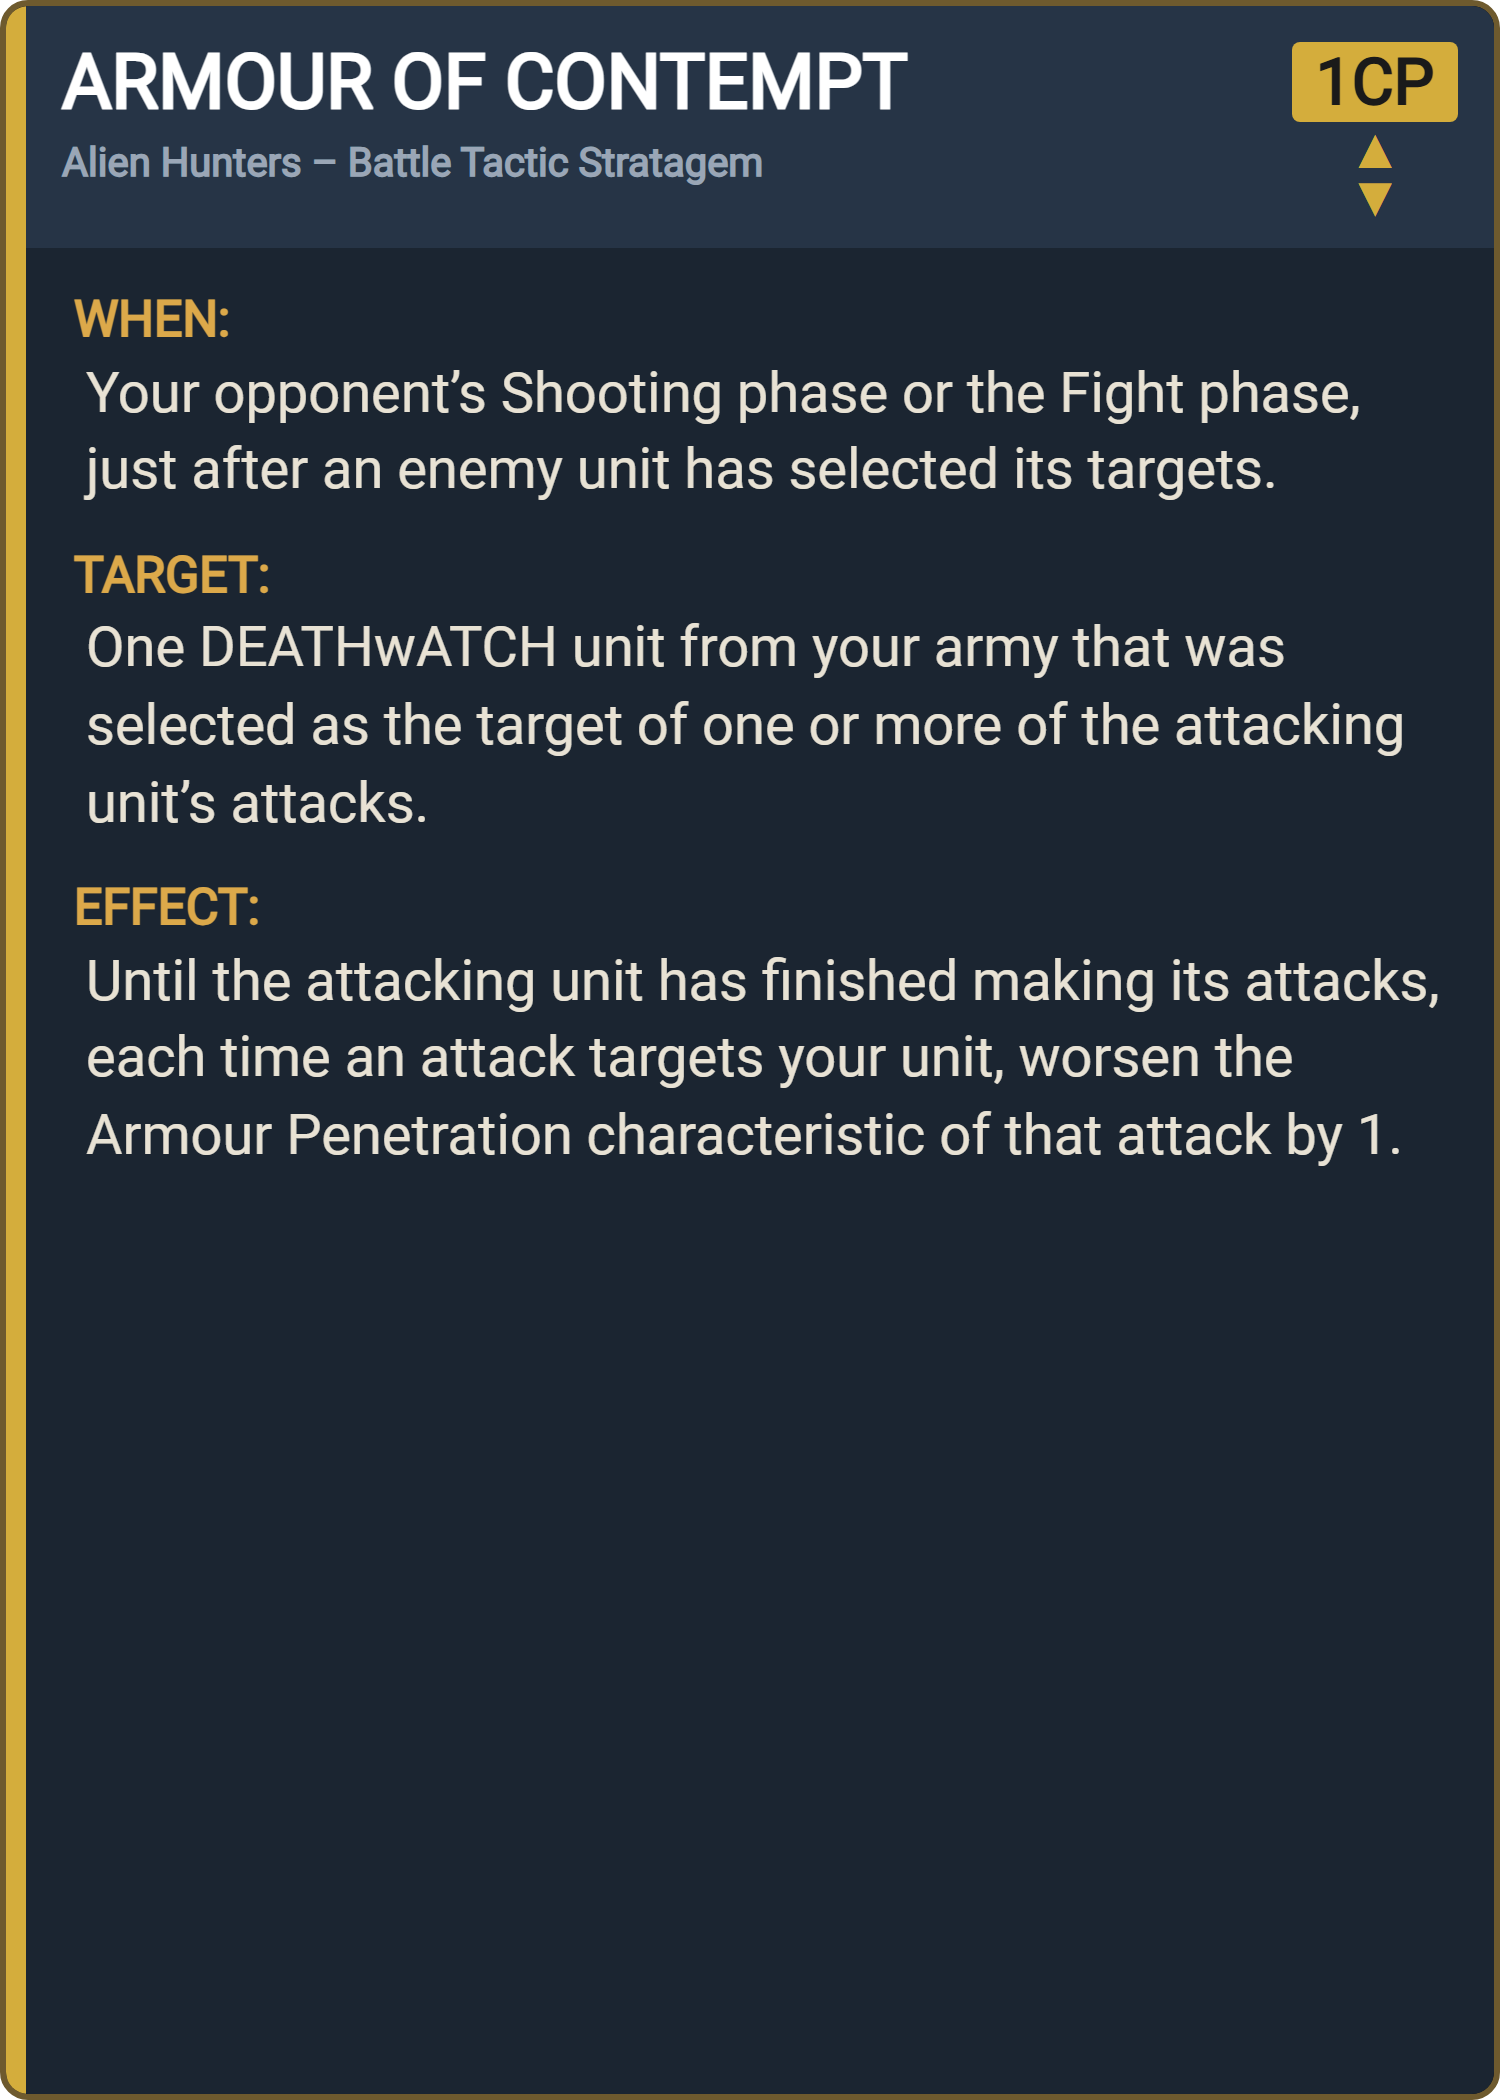 ARMOUR OF CONTEMPT
1CP
Alien Hunters – Battle Tactic Stratagem
▲
▼
WHEN:
Your opponent’s Shooting phase or the Fight phase,
just after an enemy unit has selected its targets.
TARGET:
One DEATHwATCH unit from your army that was
selected as the target of one or more of the attacking
unit’s attacks.
EFFECT:
Until the attacking unit has finished making its attacks,
each time an attack targets your unit, worsen the
Armour Penetration characteristic of that attack by 1.